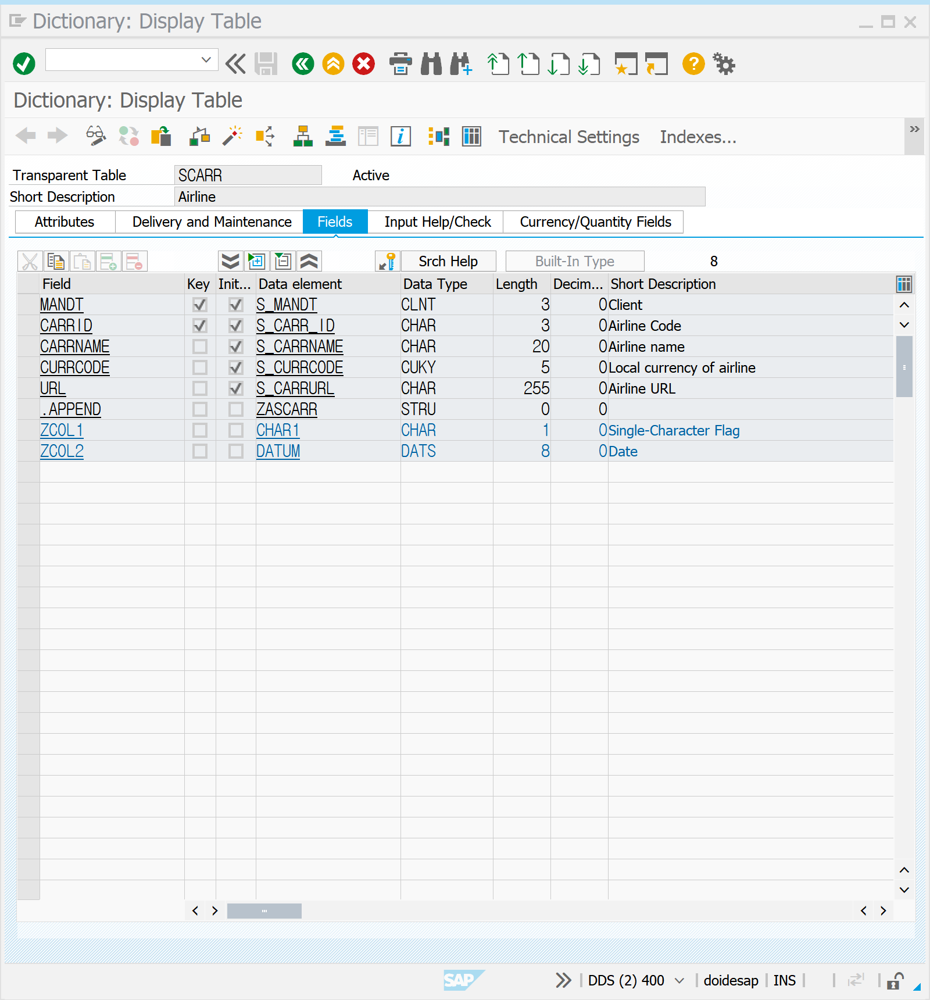 Dictionary: Display Table
Dictionary: Display Table
Technical Settings Indexes...
Transparent Table SCARR Active
Short Description Airline
Attributes Delivery and Maintenance Fields Input Help/Check Currency/Quantity Fields
Srch Help Built-In Type 8
Field Key Init... Data element Data Type Length Decim... Short Description
MANDT S_MANDT CLNT 3 0 Client
CARRID S_CARR_ID CHAR 3 0 Airline Code
CARRNAME S_CARRNAME CHAR 20 0 Airline name
CURRCODE S_CURRCODE CUKY 5 0 Local currency of airline
URL S_CARRURL CHAR 255 0 Airline URL
.APPEND ZASCARR STRU 0 0
ZCOL1 CHAR1 CHAR 1 0 Single-Character Flag
ZCOL2 DATUM DATS 8 0 Date
SAP DDS (2) 400 doidesap INS